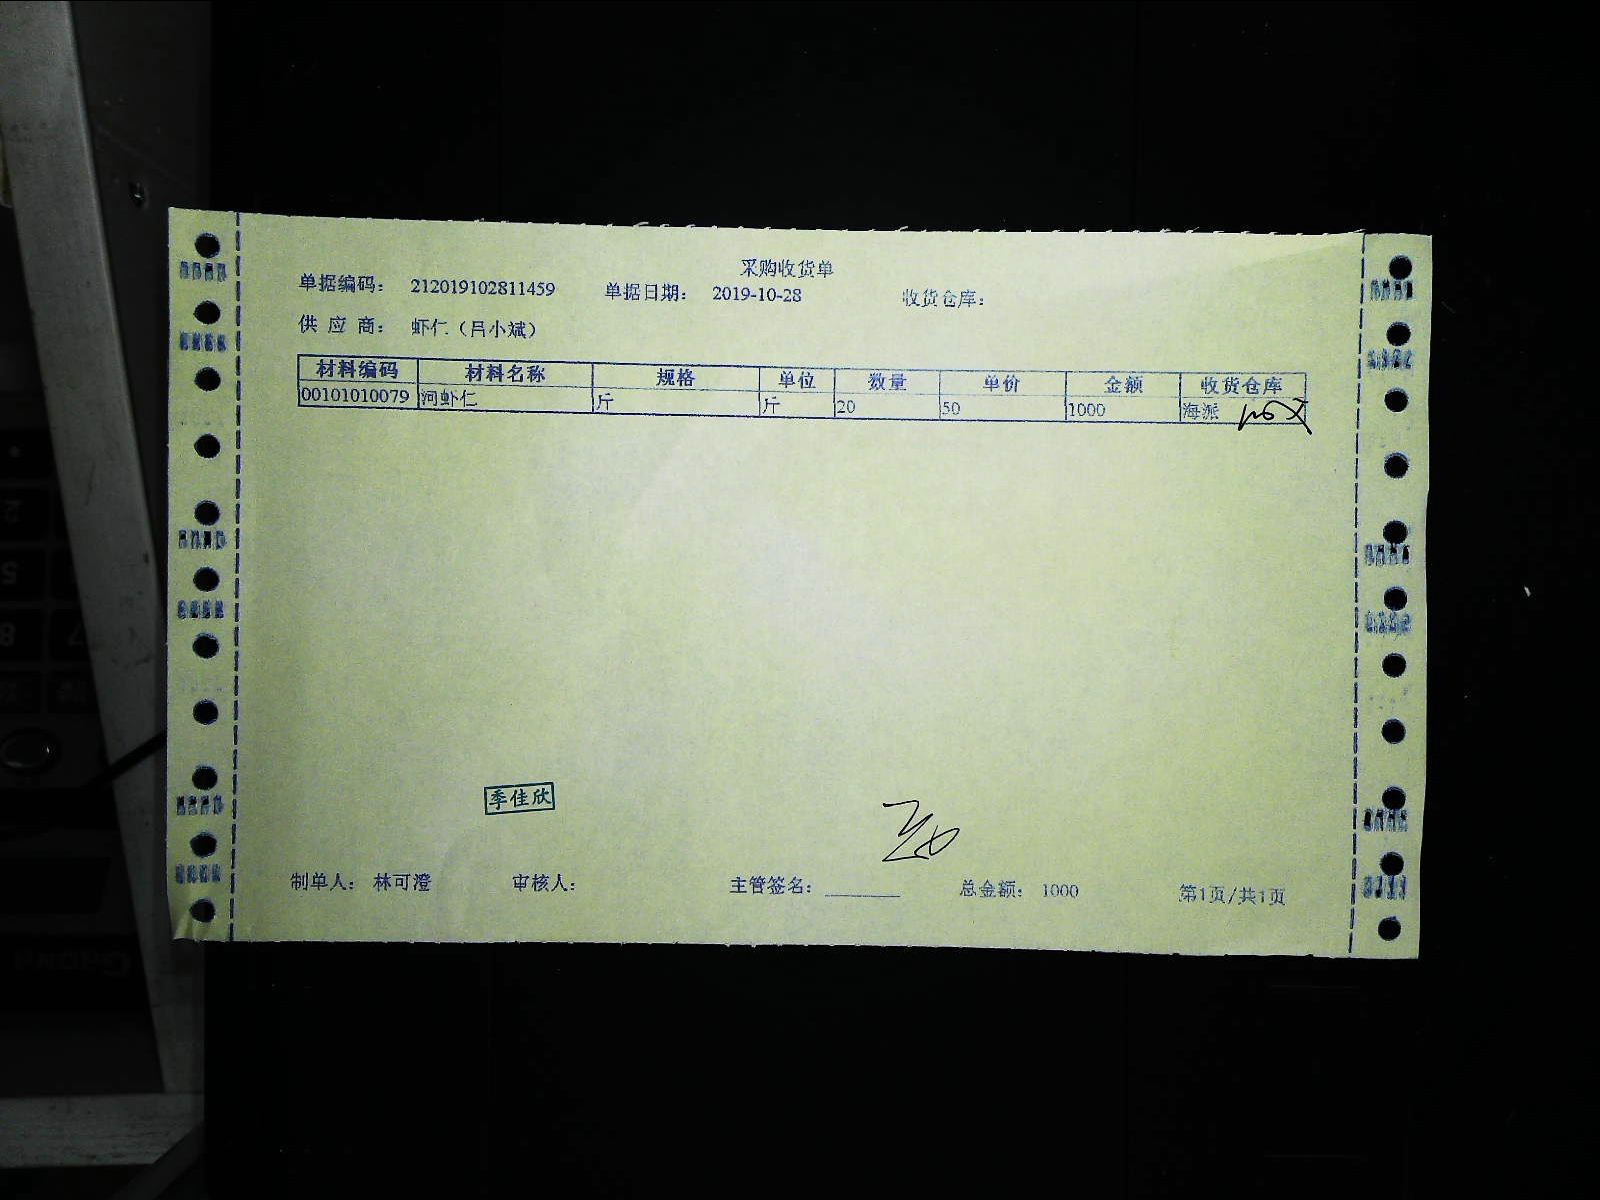 采购收货单
单据编码： 212019102811459 单据日期： 2019-10-28 收货仓库：
供 应 商： 虾仁（吕小斌）
材料编码 材料名称 规格 单位 数量 单价 金额 收货仓库
00101010079 河虾仁 斤 斤 20 50 1000 海派
季佳欣
制单人： 林可澄 审核人： 主管签名： 总金额： 1000 第1页/共1页